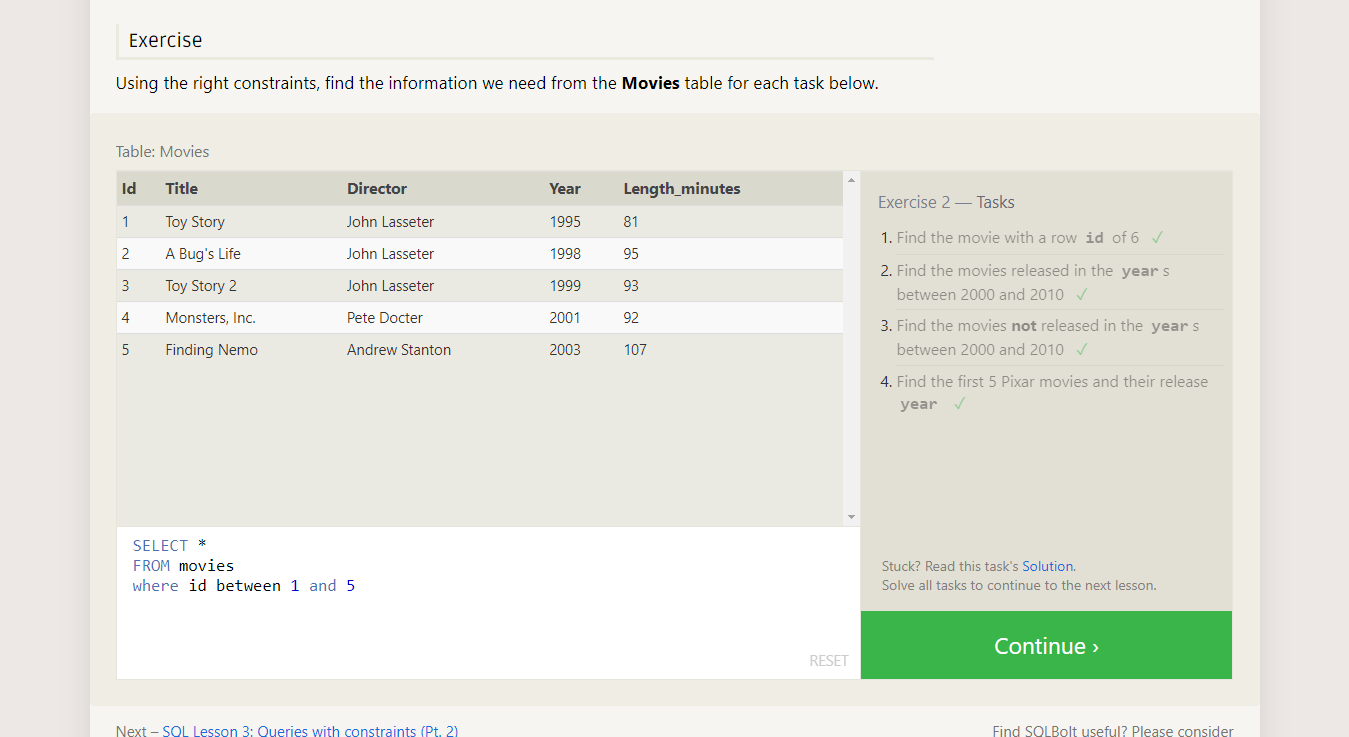 Exercise
Using the right constraints, find the information we need from the Movies table for each task below.
Table: Movies
Id Title Director Year Length_minutes
1 Toy Story John Lasseter 1995 81
2 A Bug's Life John Lasseter 1998 95
3 Toy Story 2 John Lasseter 1999 93
4 Monsters, Inc. Pete Docter 2001 92
5 Finding Nemo Andrew Stanton 2003 107
SELECT *
FROM movies
where id between 1 and 5
RESET
Exercise 2 — Tasks
1. Find the movie with a row id of 6 ✓
2. Find the movies released in the year s
between 2000 and 2010 ✓
3. Find the movies not released in the year s
between 2000 and 2010 ✓
4. Find the first 5 Pixar movies and their release
year ✓
Stuck? Read this task's Solution.
Solve all tasks to continue to the next lesson.
Continue ›
Next – SQL Lesson 3: Queries with constraints (Pt. 2)
Find SQLBolt useful? Please consider